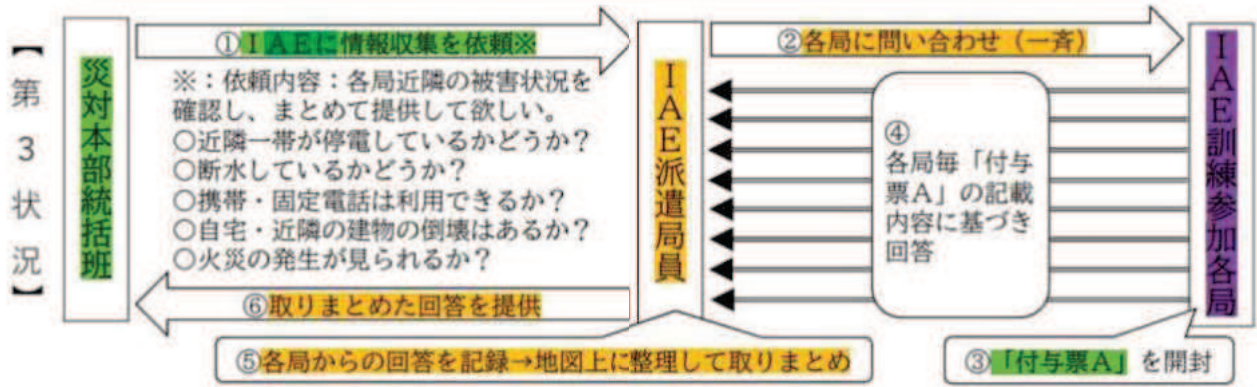 【第3状況】
災対本部統括班
①IAEに情報収集を依頼※
※：依頼内容：各局近隣の被害状況を
確認し、まとめて提供して欲しい。
○近隣一帯が停電しているかどうか？
○断水しているかどうか？
○携帯・固定電話は利用できるか？
○自宅・近隣の建物の倒壊はあるか？
○火災の発生が見られるか？
⑥取りまとめた回答を提供
IAE派遣局員
②各局に問い合わせ（一斉）
④
各局毎「付与
票A」の記載
内容に基づき
回答
IAE訓練参加各局
⑤各局からの回答を記録→地図上に整理して取りまとめ
③「付与票A」を開封